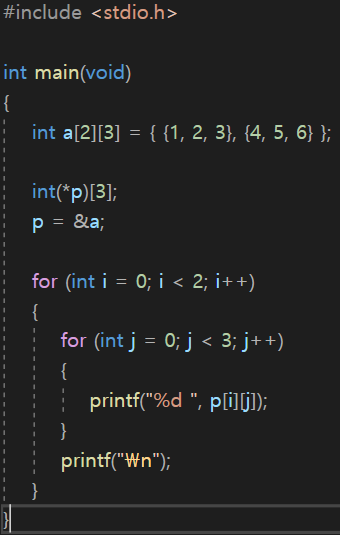 #include <stdio.h>
int main(void)
{
int a[2][3] = { {1, 2, 3}, {4, 5, 6} };
int(*p)[3];
p = &a;
for (int i = 0; i < 2; i++)
{
for (int j = 0; j < 3; j++)
{
printf("%d ", p[i][j]);
}
printf("₩n");
}
}